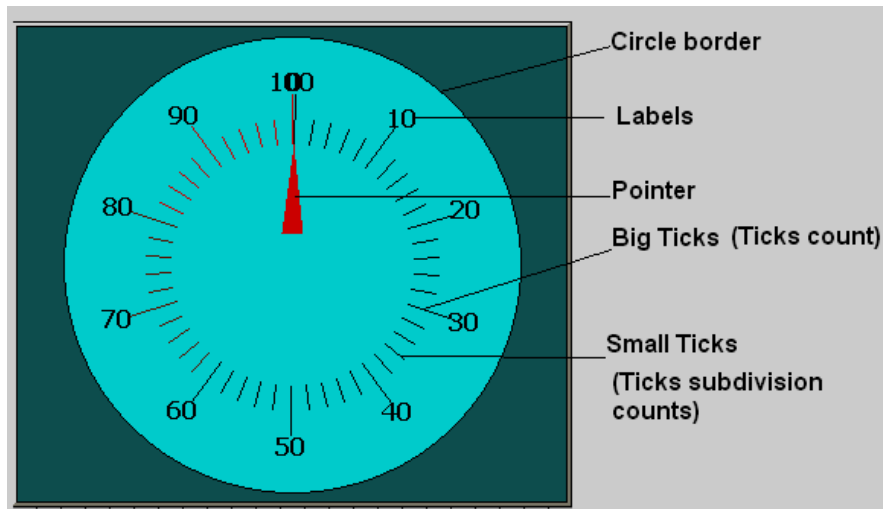 Circle border
100
10
Labels
90
Pointer
80
20
Big Ticks (Ticks count)
70
30
Small Ticks
(Ticks subdivision
counts)
60
40
50